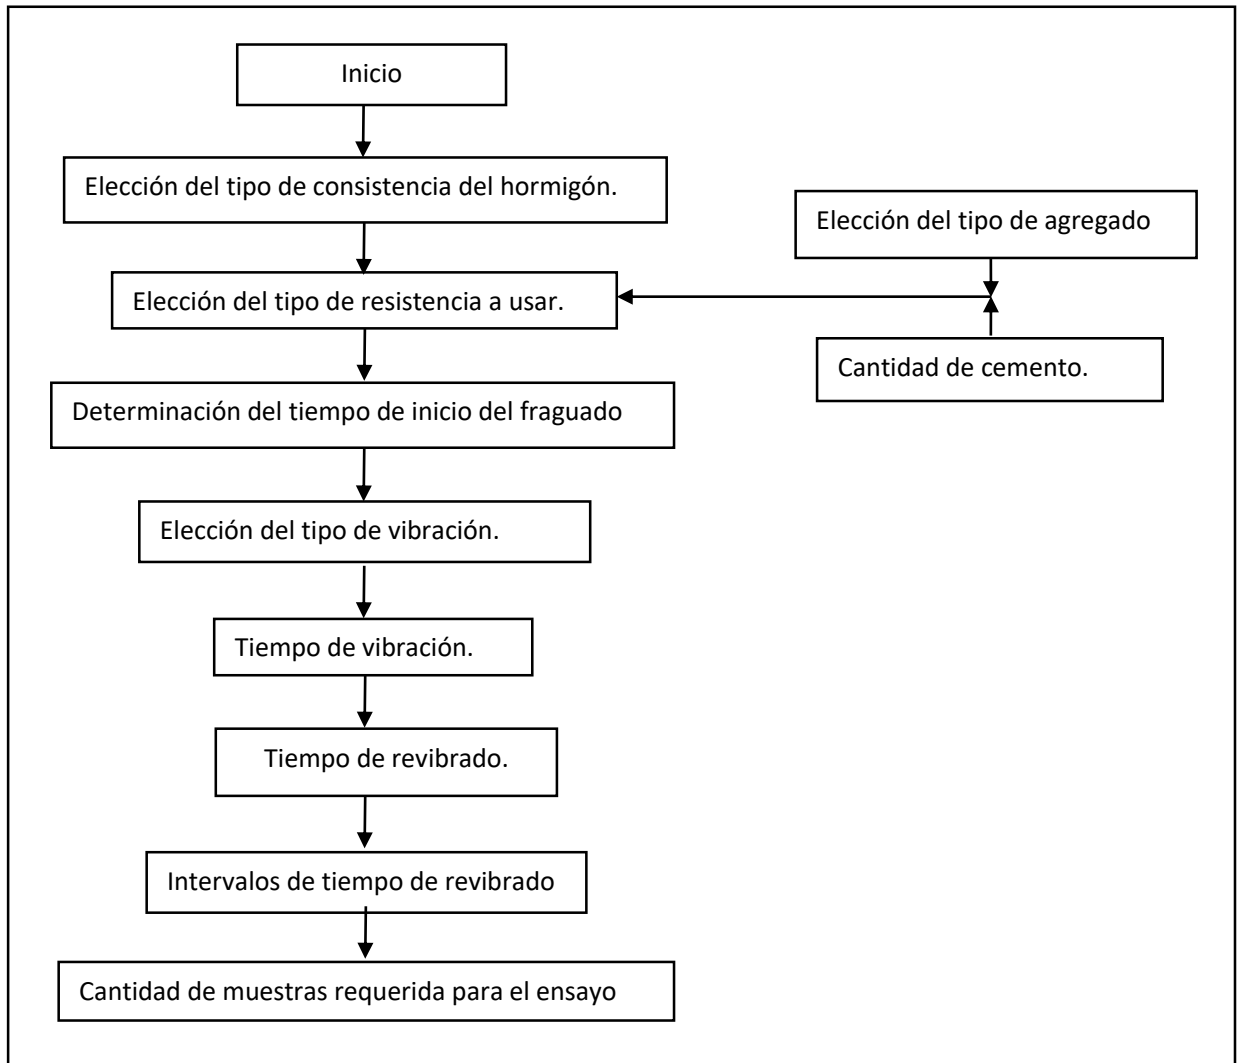 Inicio
Elección del tipo de consistencia del hormigón.
Elección del tipo de agregado
Elección del tipo de resistencia a usar.
Cantidad de cemento.
Determinación del tiempo de inicio del fraguado
Elección del tipo de vibración.
Tiempo de vibración.
Tiempo de revibrado.
Intervalos de tiempo de revibrado
Cantidad de muestras requerida para el ensayo